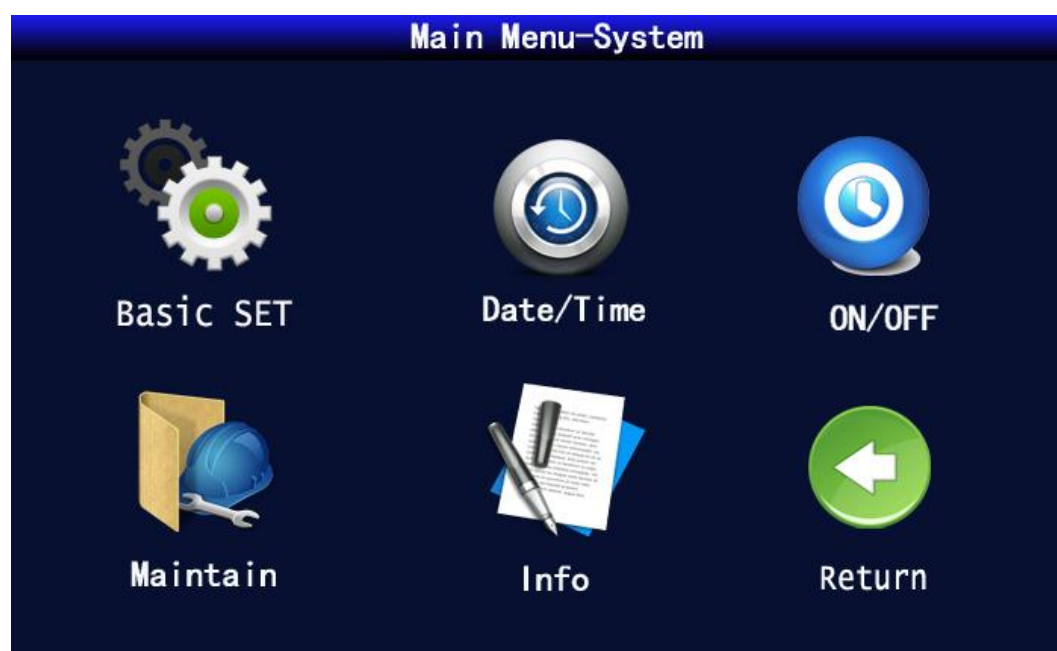 Main Menu-System
Basic SET
Date/Time
ON/OFF
Maintain
Info
Return